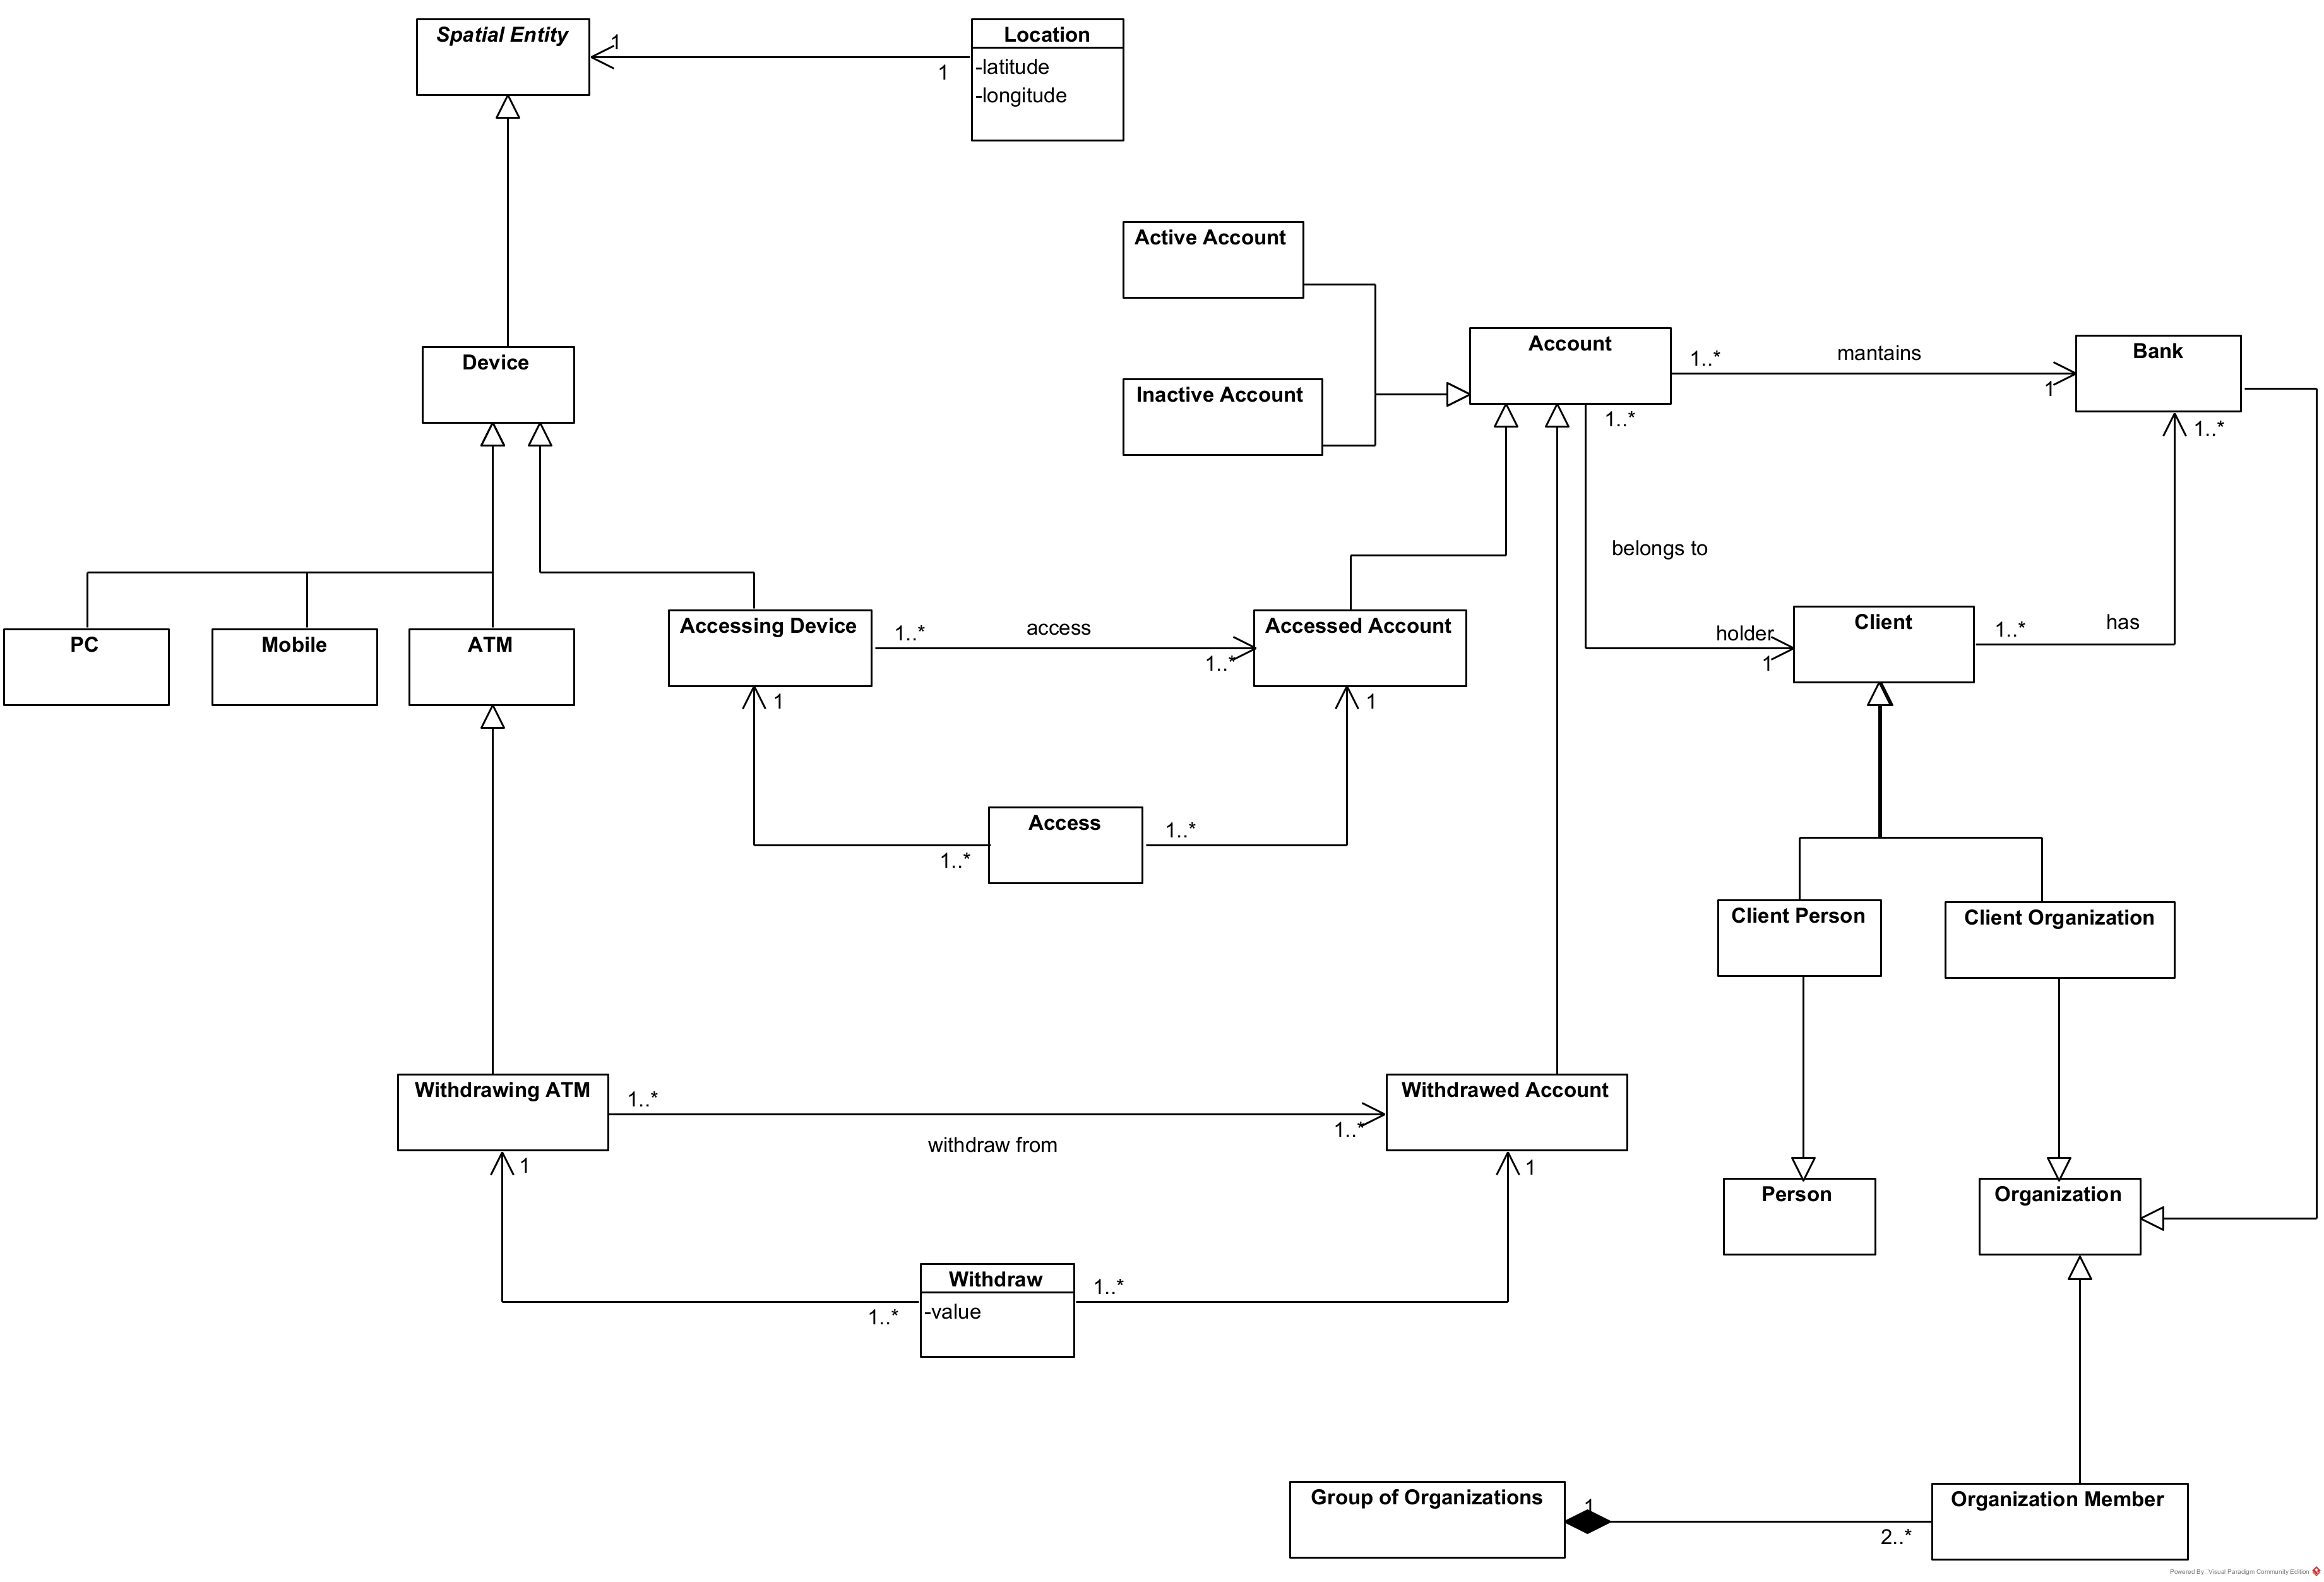 Spatial Entity
1
1
Location
-latitude
-longitude
Active Account
Inactive Account
Account
1..*
mantains
1
Bank
Device
1..*
1..*
belongs to
holder
1
Client
1..*
has
PC
Mobile
ATM
Accessing Device
1..*
access
1..*
Accessed Account
1
1
Access
1..*
1..*
Client Person
Client Organization
Withdrawing ATM
1..*
withdraw from
1..*
Withdrawed Account
1
1
Person
Organization
Withdraw
-value
1..*
1..*
Group of Organizations
1
2..*
Organization Member
Powered By: Visual Paradigm Community Edition